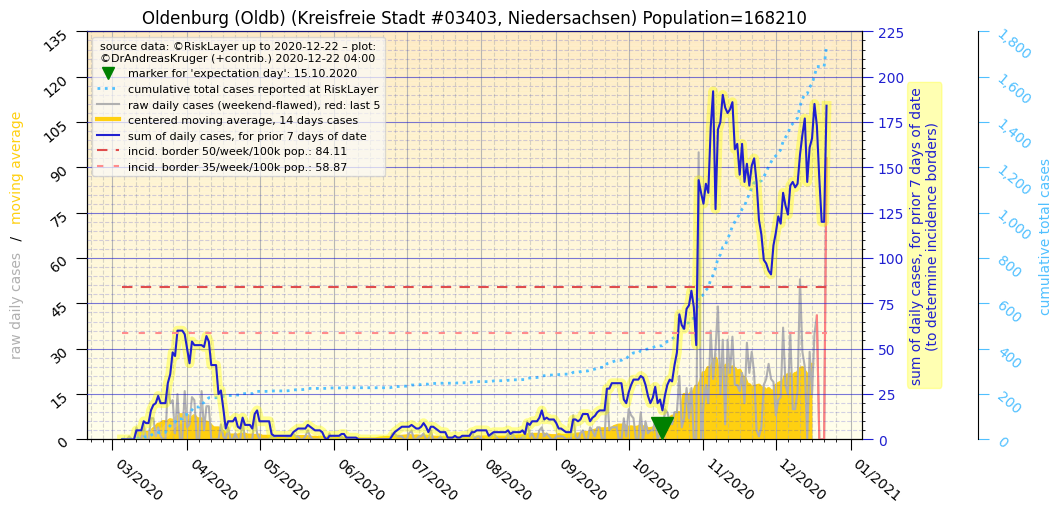 Oldenburg (Oldb) (Kreisfreie Stadt #03403, Niedersachsen) Population=168210
source data: ©RiskLayer up to 2020-12-22 – plot:
©DrAndreasKruger (+contrib.) 2020-12-22 04:00
marker for 'expectation day': 15.10.2020
cumulative total cases reported at RiskLayer
raw daily cases (weekend-flawed), red: last 5
centered moving average, 14 days cases
sum of daily cases, for prior 7 days of date
incid. border 50/week/100k pop.: 84.11
incid. border 35/week/100k pop.: 58.87
raw daily cases / moving average
135
120
105
90
75
60
45
30
15
0
03/2020
04/2020
05/2020
06/2020
07/2020
08/2020
09/2020
10/2020
11/2020
12/2020
01/2021
225
200
175
150
125
100
75
50
25
0
sum of daily cases, for prior 7 days of date
(to determine incidence borders)
1,800
1,600
1,400
1,200
1,000
800
600
400
200
0
cumulative total cases